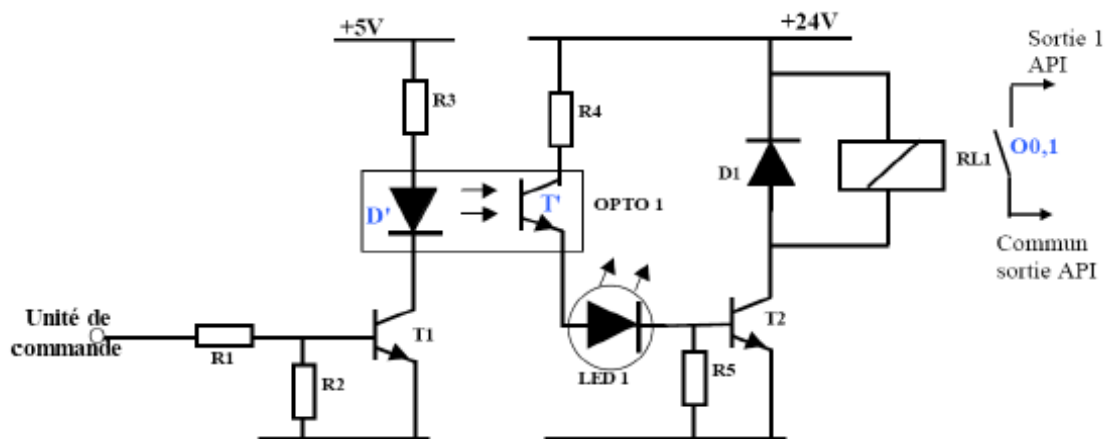 +5V
+24V
Sortie 1
API
R3
R4
RL1
O0,1
D1
D'
T'
OPTO 1
Commun
sortie API
Unité de
commande
R1
T1
R2
LED 1
R5
T2